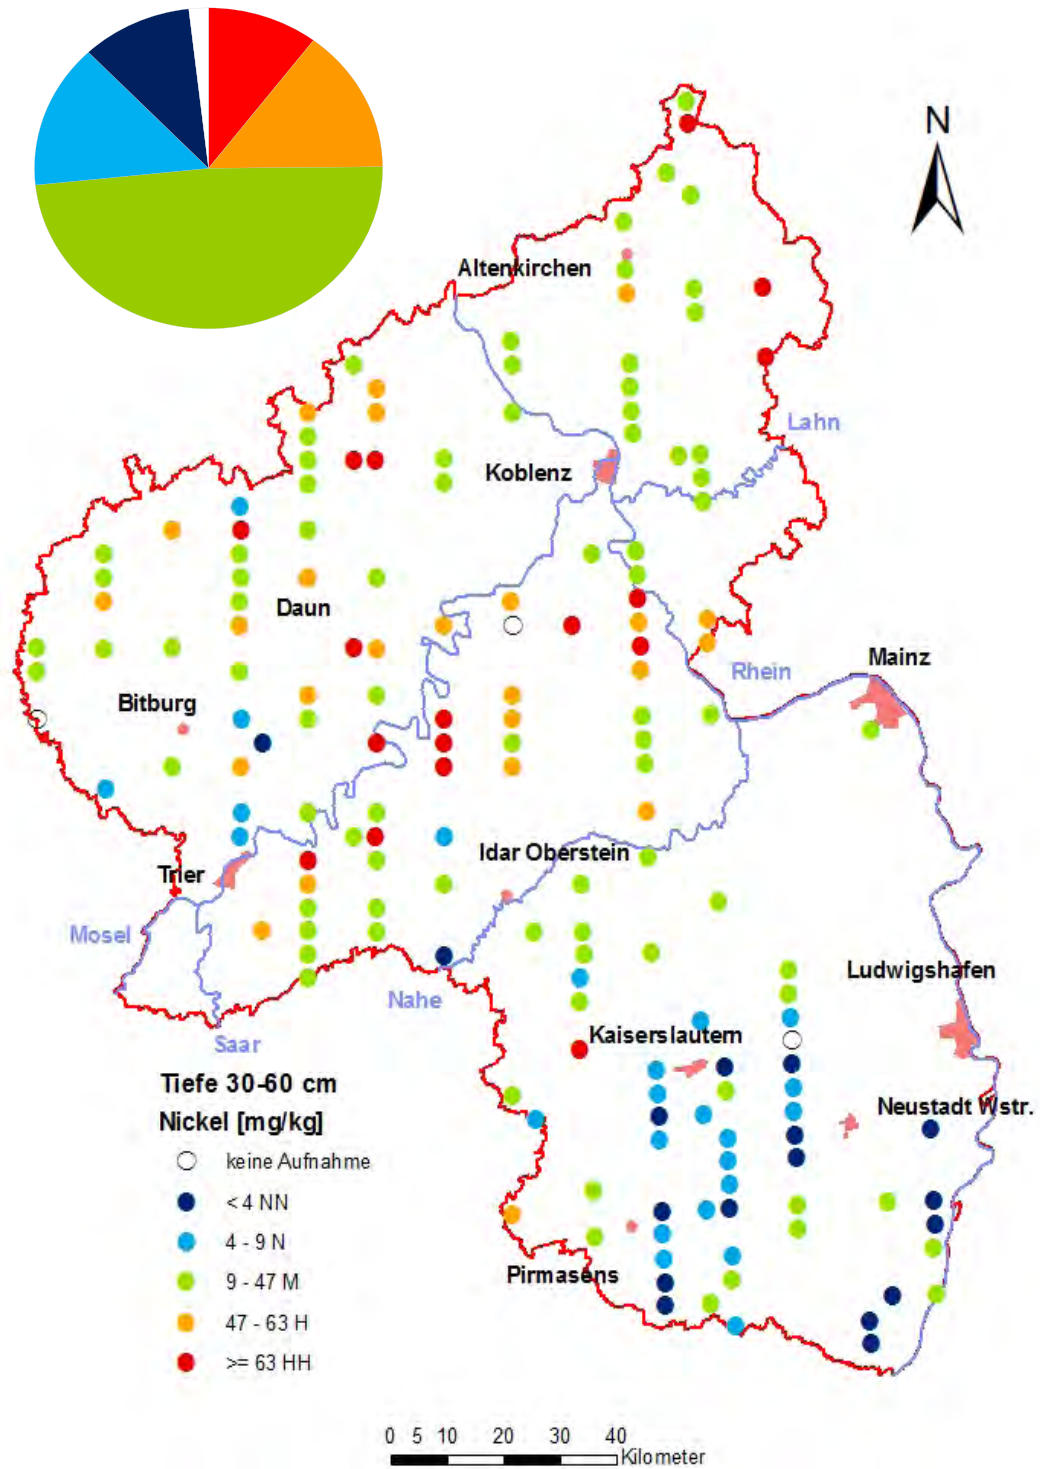 N
Altenkirchen
Lahn
Koblenz
Daun
Mainz
Rhein
Bitburg
Idar Oberstein
Trier
Mosel
Ludwigshafen
Nahe
Kaiserslautern
Saar
Tiefe 30-60 cm
Nickel [mg/kg]
Neustadt Wstr.
keine Aufnahme
< 4 NN
4 - 9 N
9 - 47 M
Pirmasens
47 - 63 H
>= 63 HH
0 5 10 20 30 40
Kilometer